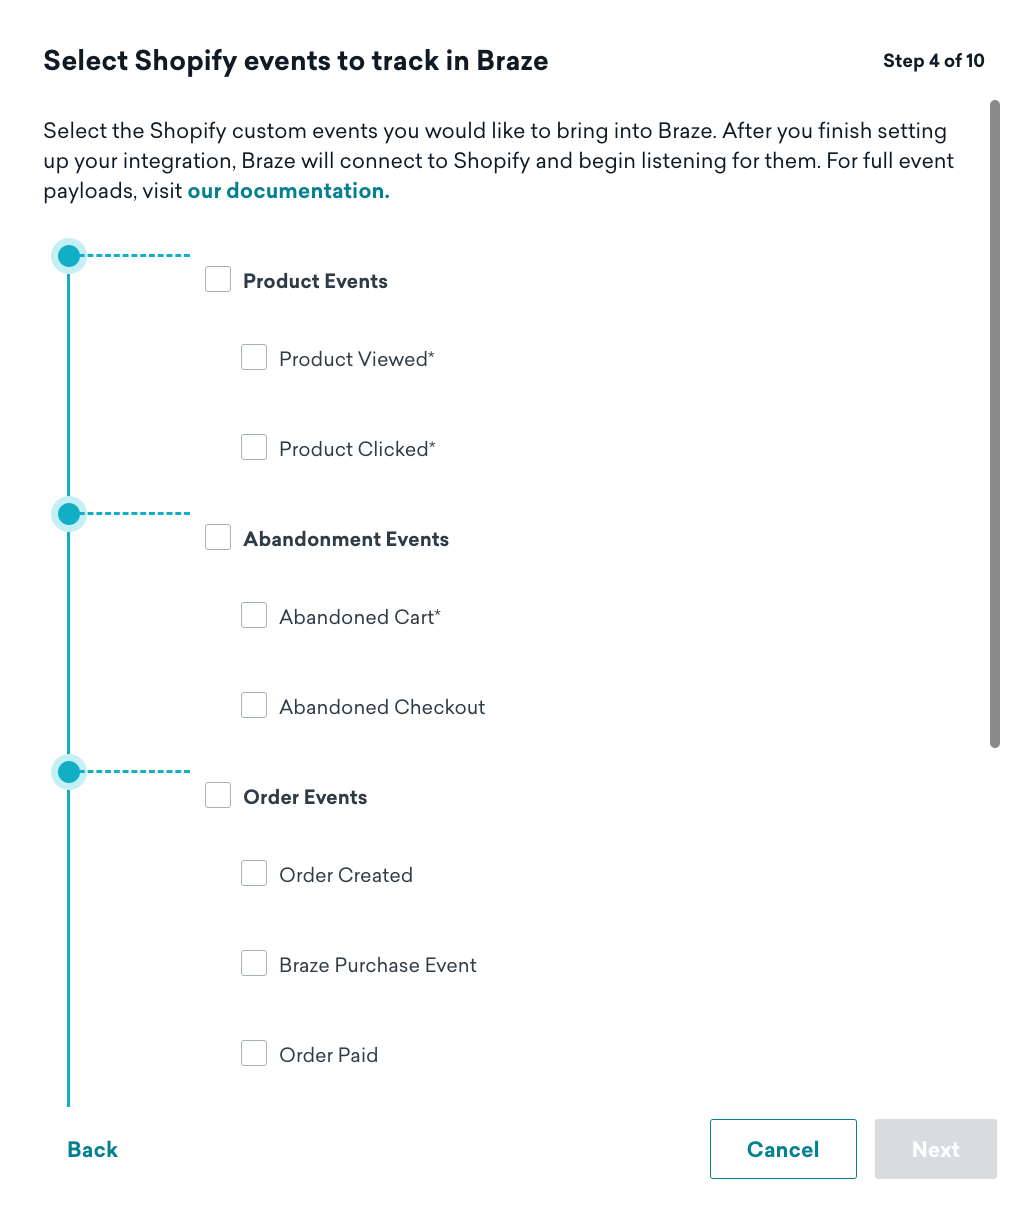 Select Shopify events to track in Braze
Step 4 of 10
Select the Shopify custom events you would like to bring into Braze. After you finish setting
up your integration, Braze will connect to Shopify and begin listening for them. For full event
payloads, visit our documentation.
Product Events
Product Viewed*
Product Clicked*
Abandonment Events
Abandoned Cart*
Abandoned Checkout
Order Events
Order Created
Braze Purchase Event
Order Paid
Back
Cancel
Next